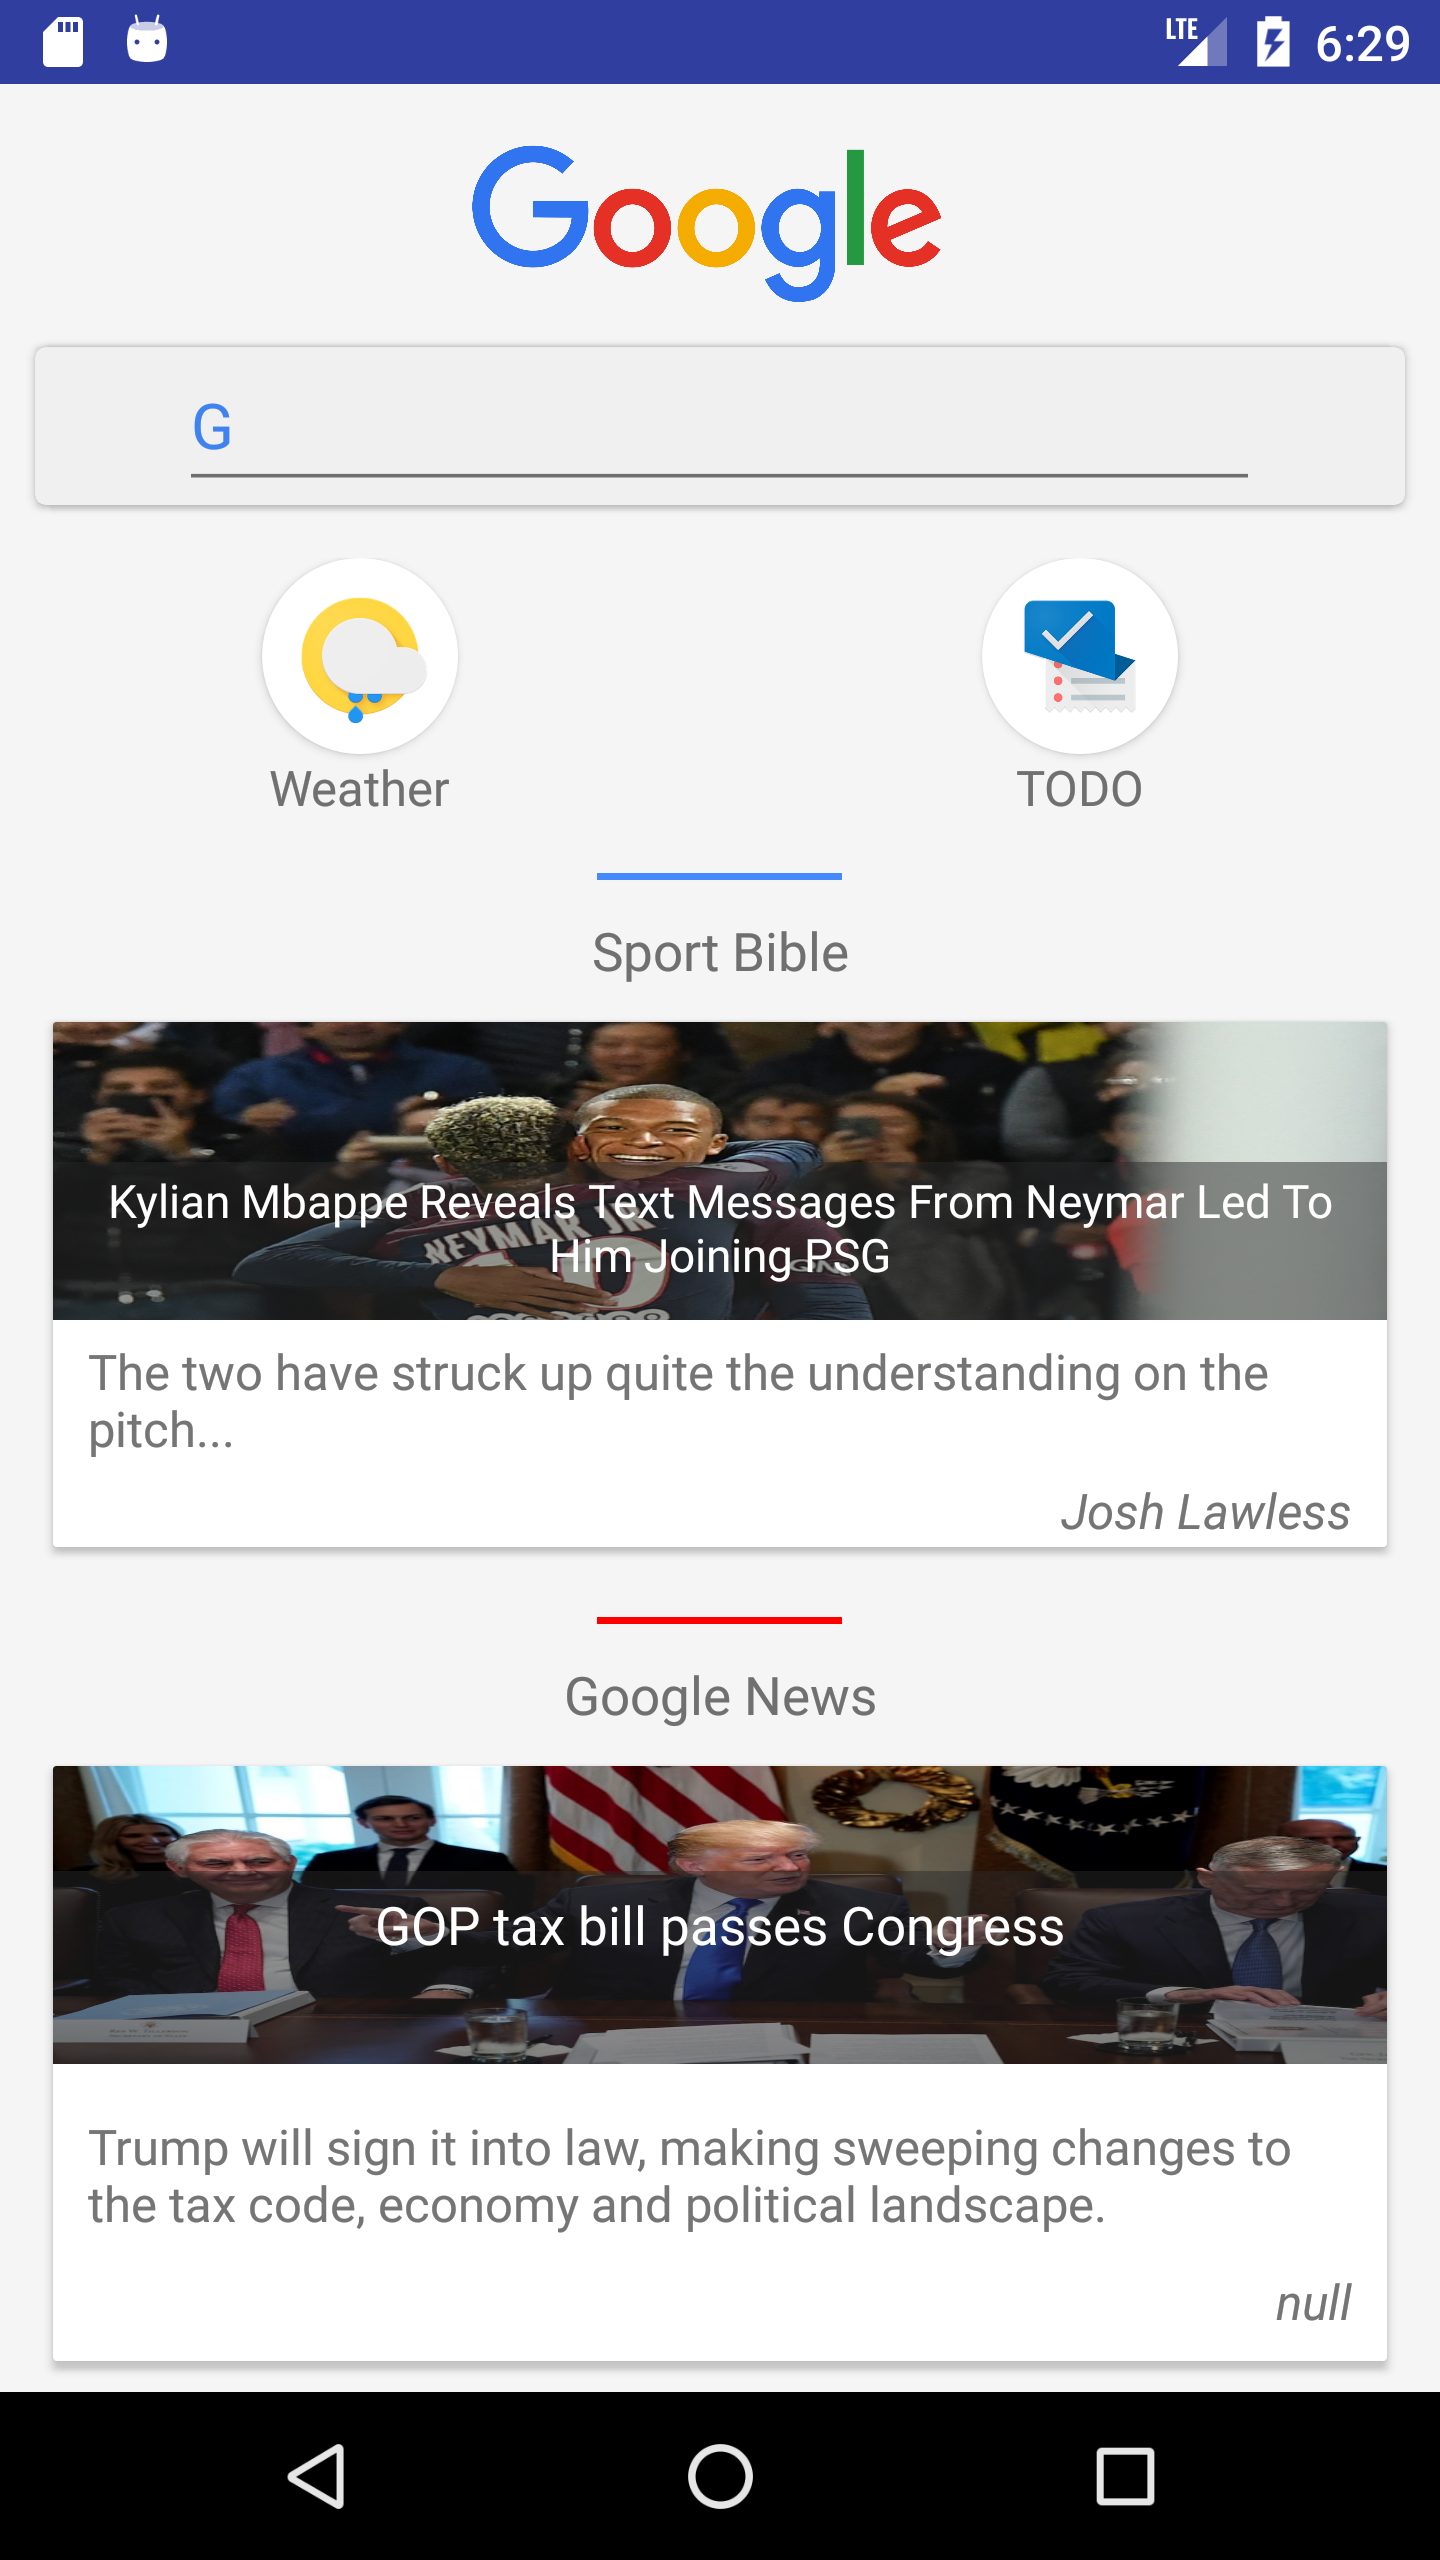 LTE 6:29
Google
G
Weather TODO
Sport Bible
NEYMAR JR
Kylian Mbappe Reveals Text Messages From Neymar Led To
Him Joining PSG
The two have struck up quite the understanding on the
pitch...
Josh Lawless
Google News
GOP tax bill passes Congress
Trump will sign it into law, making sweeping changes to
the tax code, economy and political landscape.
null